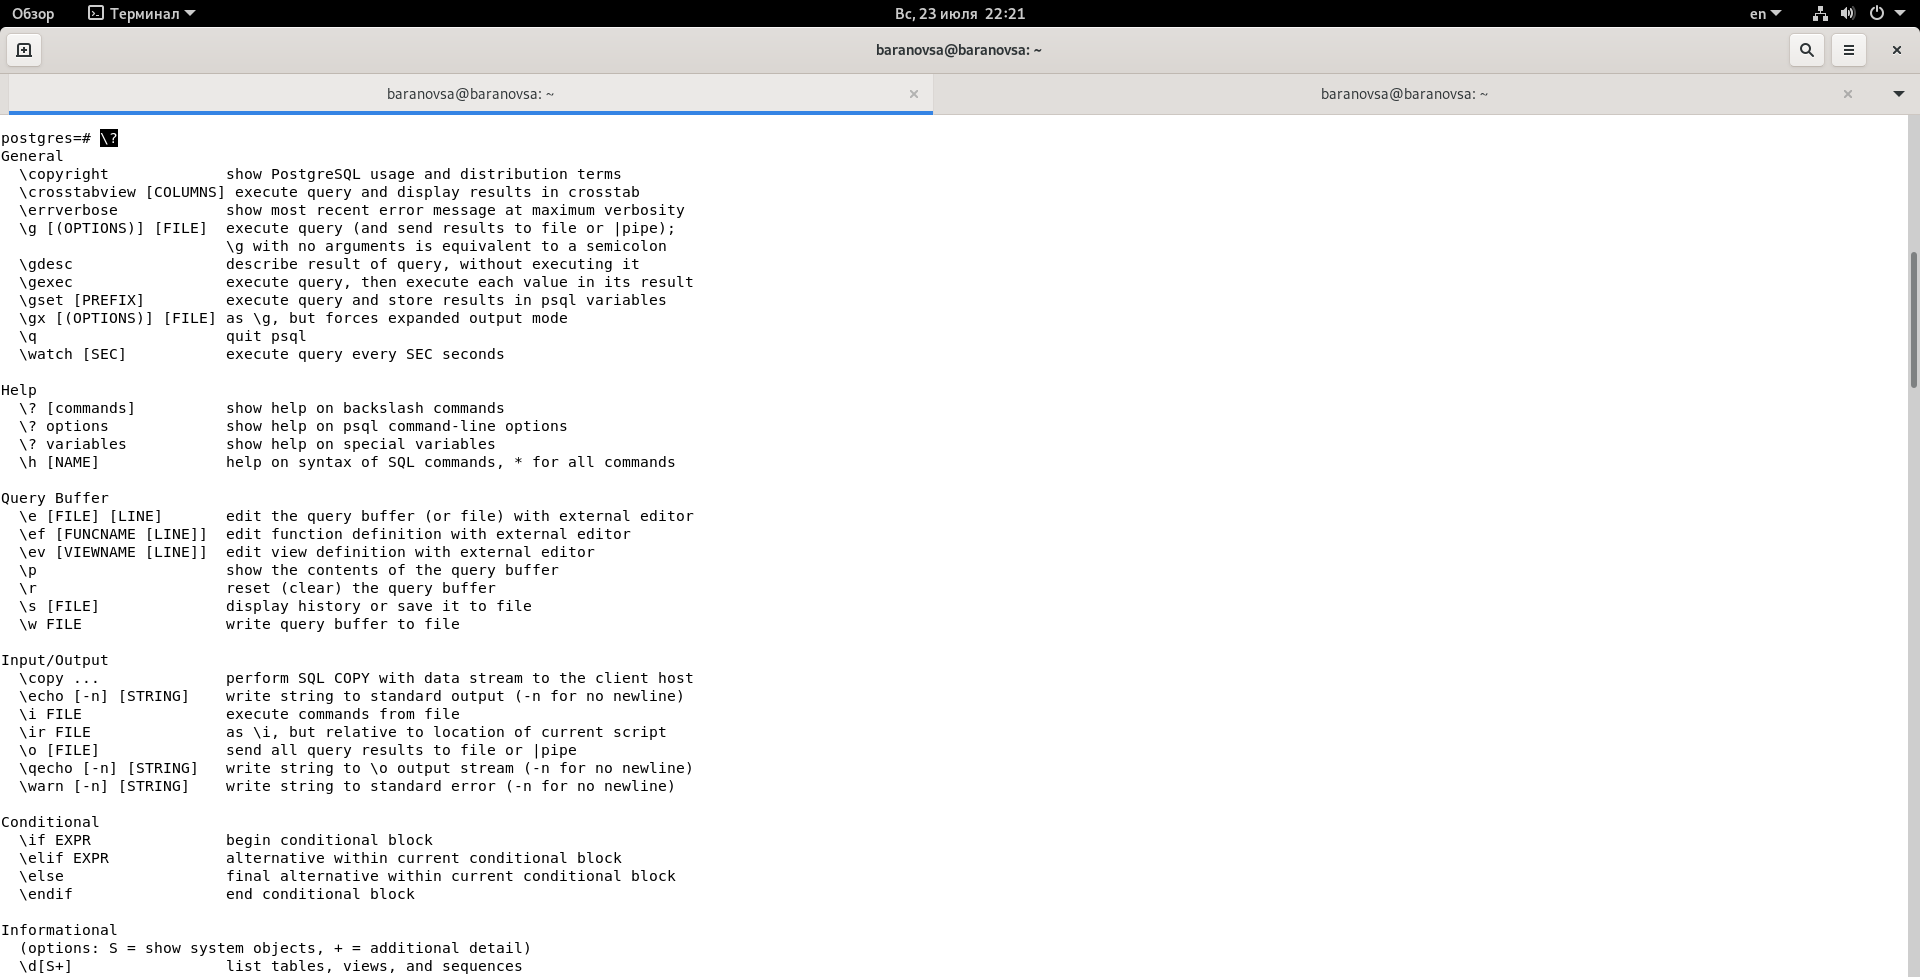 Обзор Терминал Вс, 23 июля 22:21 en
baranovsa@baranovsa: ~
baranovsa@baranovsa: ~ baranovsa@baranovsa: ~
postgres=# \?
General
  \copyright             show PostgreSQL usage and distribution terms
  \crosstabview [COLUMNS] execute query and display results in crosstab
  \errverbose            show most recent error message at maximum verbosity
  \g [(OPTIONS)] [FILE]  execute query (and send results to file or |pipe);
                         \g with no arguments is equivalent to a semicolon
  \gdesc                 describe result of query, without executing it
  \gexec                 execute query, then execute each value in its result
  \gset [PREFIX]         execute query and store results in psql variables
  \gx [(OPTIONS)] [FILE] as \g, but forces expanded output mode
  \q                     quit psql
  \watch [SEC]           execute query every SEC seconds

Help
  \? [commands]          show help on backslash commands
  \? options             show help on psql command-line options
  \? variables           show help on special variables
  \h [NAME]              help on syntax of SQL commands, * for all commands

Query Buffer
  \e [FILE] [LINE]       edit the query buffer (or file) with external editor
  \ef [FUNCNAME [LINE]]  edit function definition with external editor
  \ev [VIEWNAME [LINE]]  edit view definition with external editor
  \p                     show the contents of the query buffer
  \r                     reset (clear) the query buffer
  \s [FILE]              display history or save it to file
  \w FILE                write query buffer to file

Input/Output
  \copy ...              perform SQL COPY with data stream to the client host
  \echo [-n] [STRING]    write string to standard output (-n for no newline)
  \i FILE                execute commands from file
  \ir FILE               as \i, but relative to location of current script
  \o [FILE]              send all query results to file or |pipe
  \qecho [-n] [STRING]   write string to \o output stream (-n for no newline)
  \warn [-n] [STRING]    write string to standard error (-n for no newline)

Conditional
  \if EXPR               begin conditional block
  \elif EXPR             alternative within current conditional block
  \else                  final alternative within current conditional block
  \endif                 end conditional block

Informational
  (options: S = show system objects, + = additional detail)
  \d[S+]                 list tables, views, and sequences